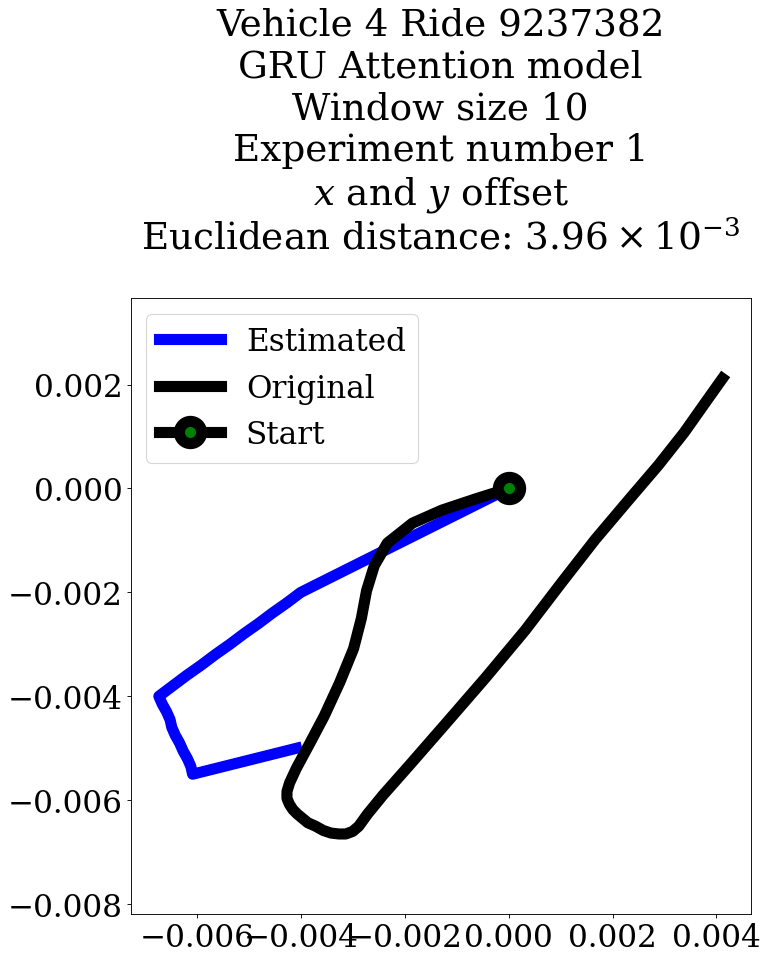 Vehicle 4 Ride 9237382
GRU Attention model
Window size 10
Experiment number 1
x and y offset
Euclidean distance: 3.96 × 10⁻³
Estimated
Original
Start
0.002
0.000
−0.002
−0.004
−0.006
−0.008
−0.006 −0.004 −0.002 0.000 0.002 0.004